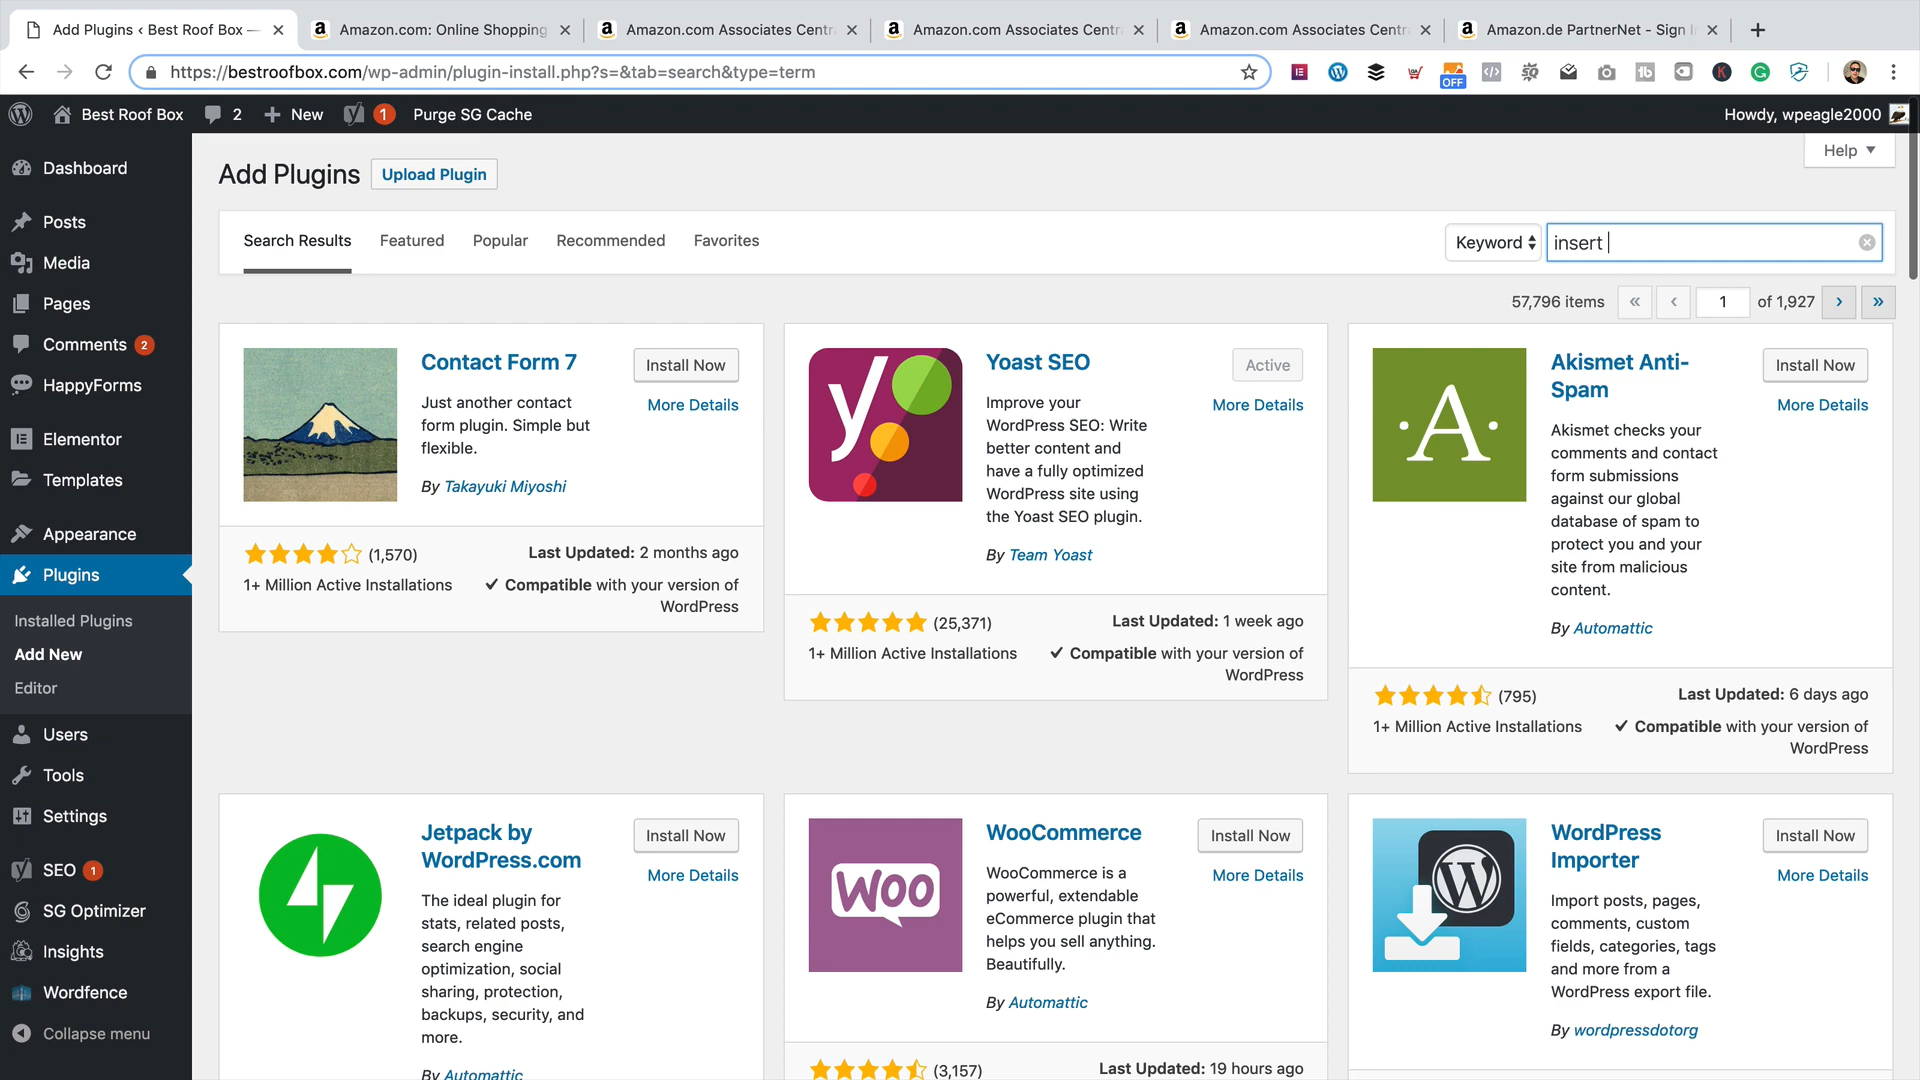 Add Plugins ‹ Best Roof Box —
Amazon.com: Online Shopping
Amazon.com Associates Centr
Amazon.com Associates Centr
Amazon.com Associates Centr
Amazon.de PartnerNet - Sign I
https://bestroofbox.com/wp-admin/plugin-install.php?s=&tab=search&type=term
OFF
Best Roof Box
2
New
1
Purge SG Cache
Howdy, wpeagle2000
Dashboard
Posts
Media
Pages
Comments 2
HappyForms
Elementor
Templates
Appearance
Plugins
Installed Plugins
Add New
Editor
Users
Tools
Settings
SEO 1
SG Optimizer
Insights
Wordfence
Collapse menu
Help
Add Plugins
Upload Plugin
Search Results
Featured
Popular
Recommended
Favorites
Keyword
insert
57,796 items
«
‹
1
of 1,927
›
»
Contact Form 7
Install Now
More Details
Just another contact
form plugin. Simple but
flexible.
By Takayuki Miyoshi
(1,570)
Last Updated: 2 months ago
1+ Million Active Installations
✓ Compatible with your version of
WordPress
Yoast SEO
Active
More Details
Improve your
WordPress SEO: Write
better content and
have a fully optimized
WordPress site using
the Yoast SEO plugin.
By Team Yoast
(25,371)
Last Updated: 1 week ago
1+ Million Active Installations
✓ Compatible with your version of
WordPress
·A·
Akismet Anti-
Spam
Install Now
More Details
Akismet checks your
comments and contact
form submissions
against our global
database of spam to
protect you and your
site from malicious
content.
By Automattic
(795)
Last Updated: 6 days ago
1+ Million Active Installations
✓ Compatible with your version of
WordPress
Jetpack by
WordPress.com
Install Now
More Details
The ideal plugin for
stats, related posts,
search engine
optimization, social
sharing, protection,
backups, security, and
more.
By Automattic
WOO
WooCommerce
Install Now
More Details
WooCommerce is a
powerful, extendable
eCommerce plugin that
helps you sell anything.
Beautifully.
By Automattic
(3,157)
Last Updated: 19 hours ago
WordPress
Importer
Install Now
More Details
Import posts, pages,
comments, custom
fields, categories, tags
and more from a
WordPress export file.
By wordpressdotorg